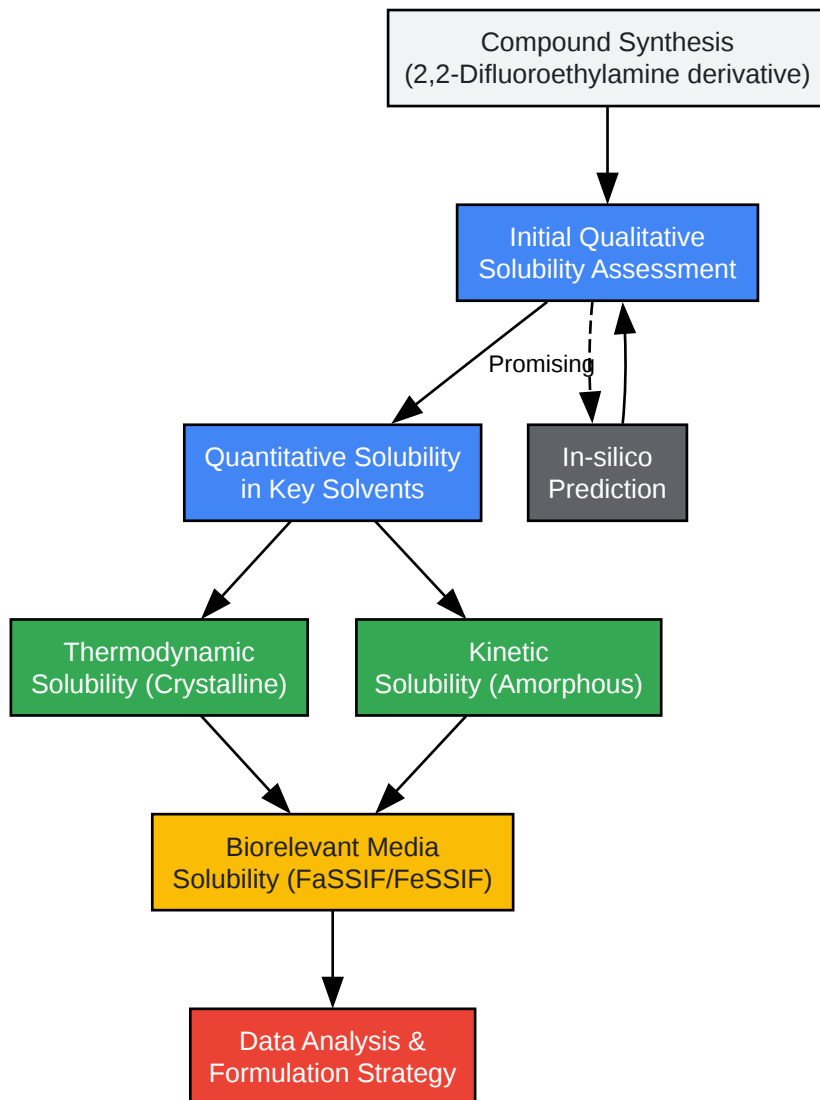 Compound Synthesis
(2,2-Difluoroethylamine derivative)
Initial Qualitative
Solubility Assessment
Promising
Quantitative Solubility
in Key Solvents
In-silico
Prediction
Thermodynamic
Solubility (Crystalline)
Kinetic
Solubility (Amorphous)
Biorelevant Media
Solubility (FaSSIF/FeSSIF)
Data Analysis &
Formulation Strategy